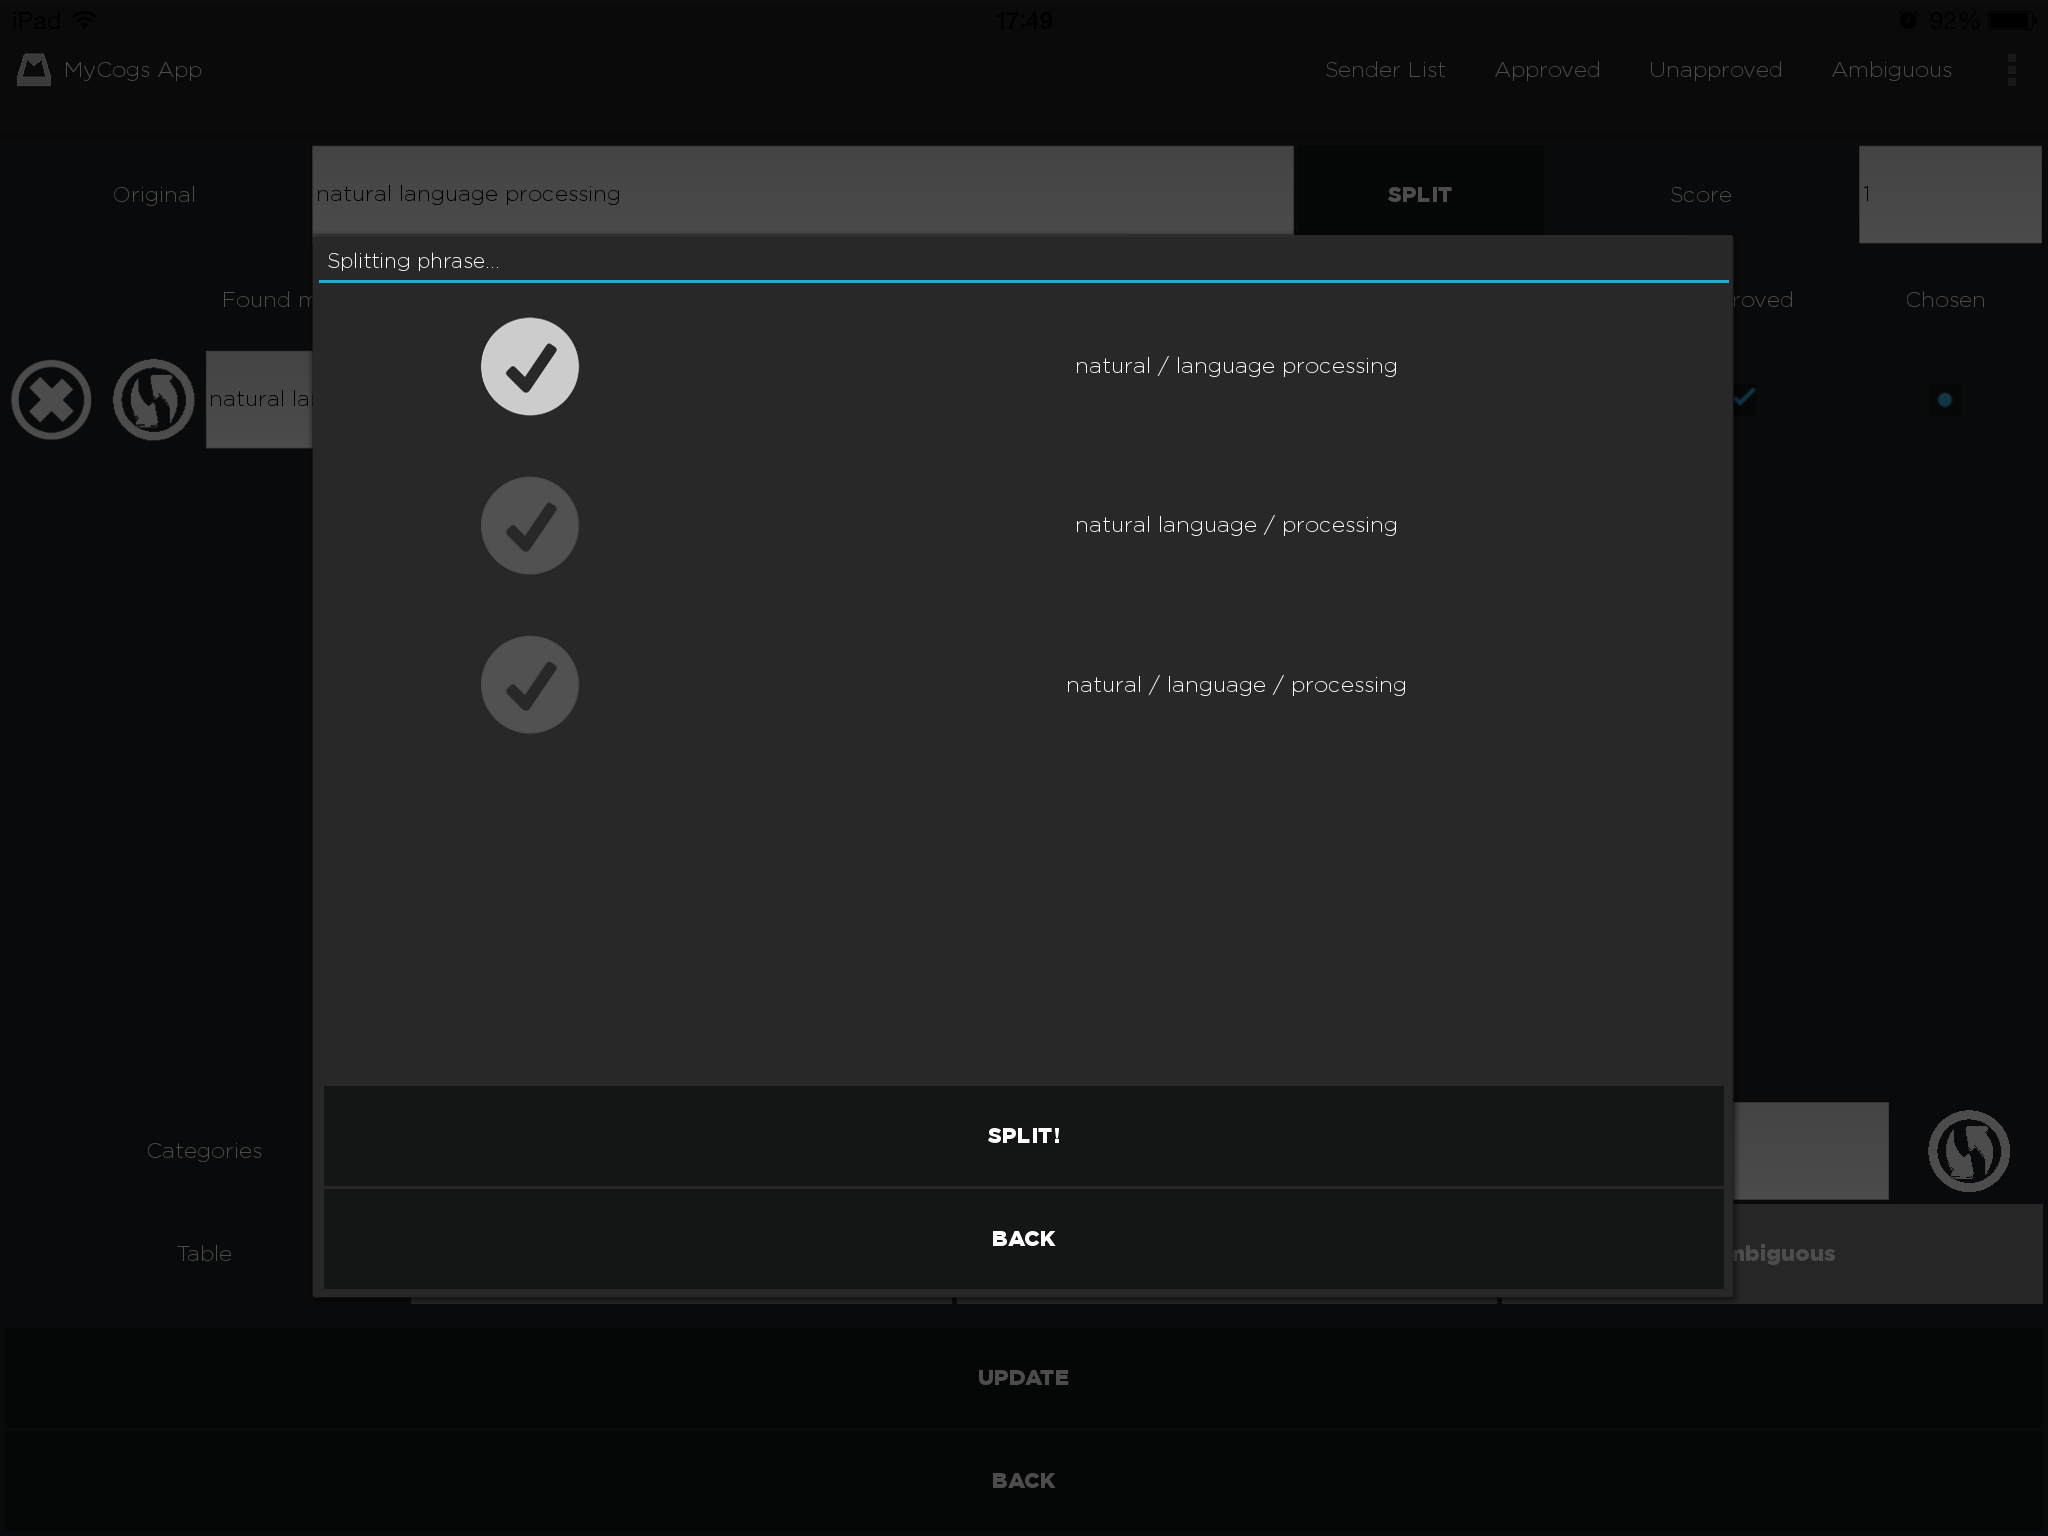 iPad 17:49 92%
MyCogs App Sender List Approved Unapproved Ambiguous
Original natural language processing SPLIT Score 1
Splitting phrase...
Found m roved Chosen
natural / language processing
natural la
natural language / processing
natural / language / processing
SPLIT!
Categories
BACK
Table mbiguous
UPDATE
BACK